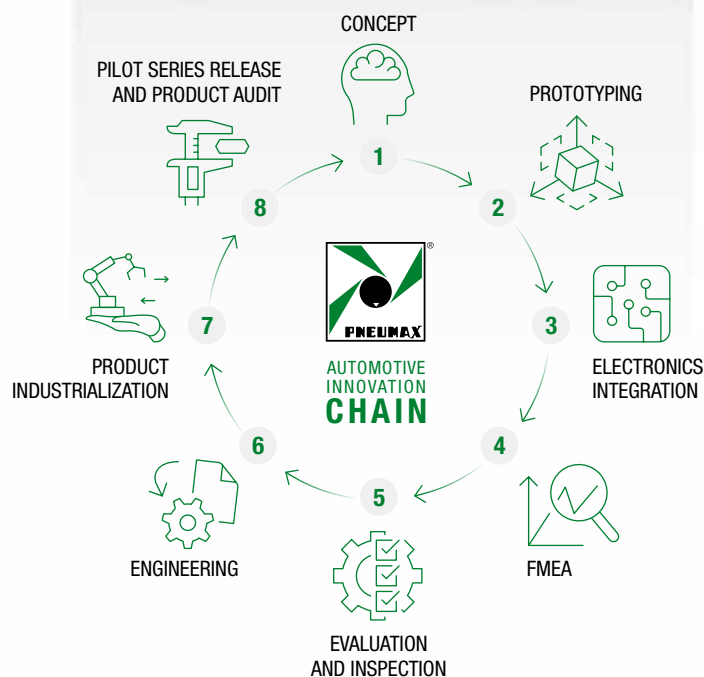 CONCEPT
PILOT SERIES RELEASE
AND PRODUCT AUDIT
PROTOTYPING
1
2
8
®
PNEUMAX
AUTOMOTIVE
INNOVATION
CHAIN
7
3
PRODUCT
INDUSTRIALIZATION
ELECTRONICS
INTEGRATION
6
4
5
ENGINEERING
FMEA
EVALUATION
AND INSPECTION